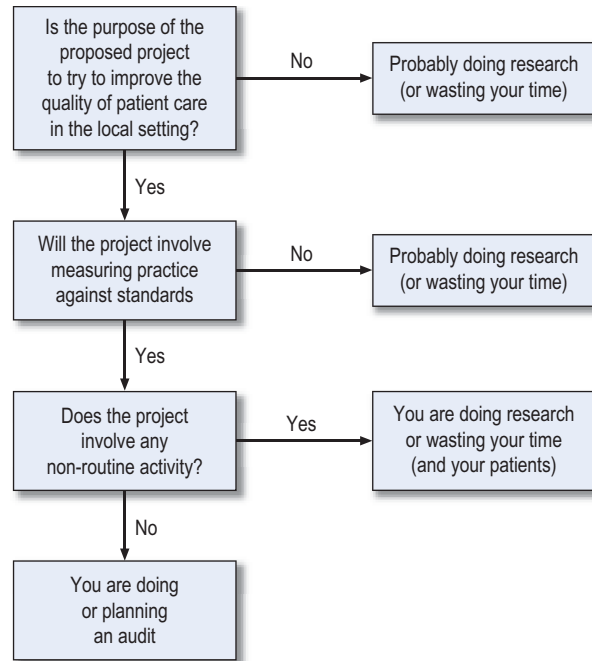 Is the purpose of the
proposed project
to try to improve the
quality of patient care
in the local setting?
No
Probably doing research
(or wasting your time)
Yes
Will the project involve
measuring practice
against standards
No
Probably doing research
(or wasting your time)
Yes
Does the project
involve any
non-routine activity?
Yes
You are doing research
or wasting your time
(and your patients)
No
You are doing
or planning
an audit